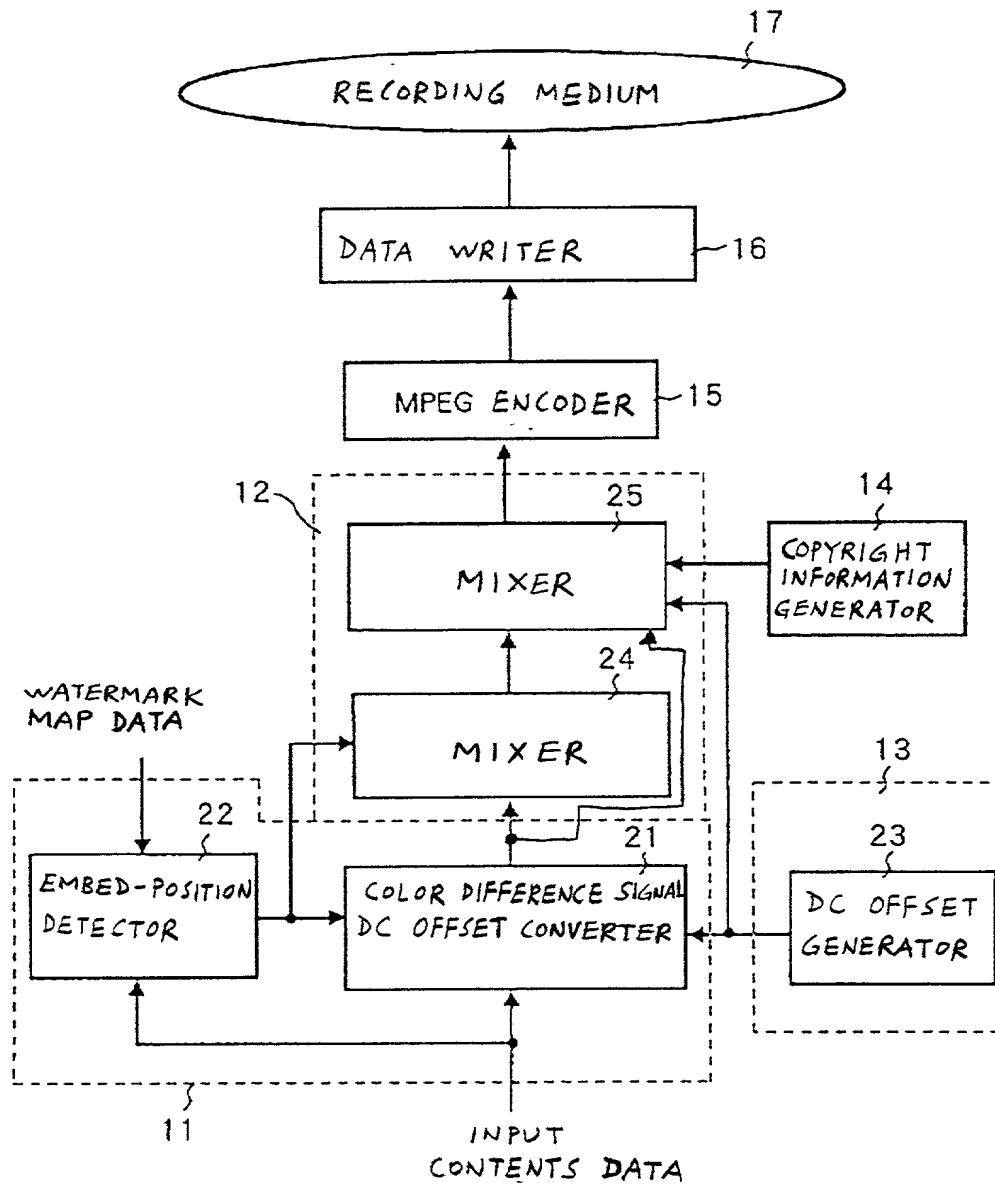 17
RECORDING MEDIUM
DATA WRITER
16
MPEG ENCODER
15
12
25
MIXER
14
COPYRIGHT
INFORMATION
GENERATOR
24
MIXER
WATERMARK
MAP DATA
13
22
EMBED-POSITION
DETECTOR
21
COLOR DIFFERENCE SIGNAL
DC OFFSET CONVERTER
23
DC OFFSET
GENERATOR
11
INPUT
CONTENTS DATA